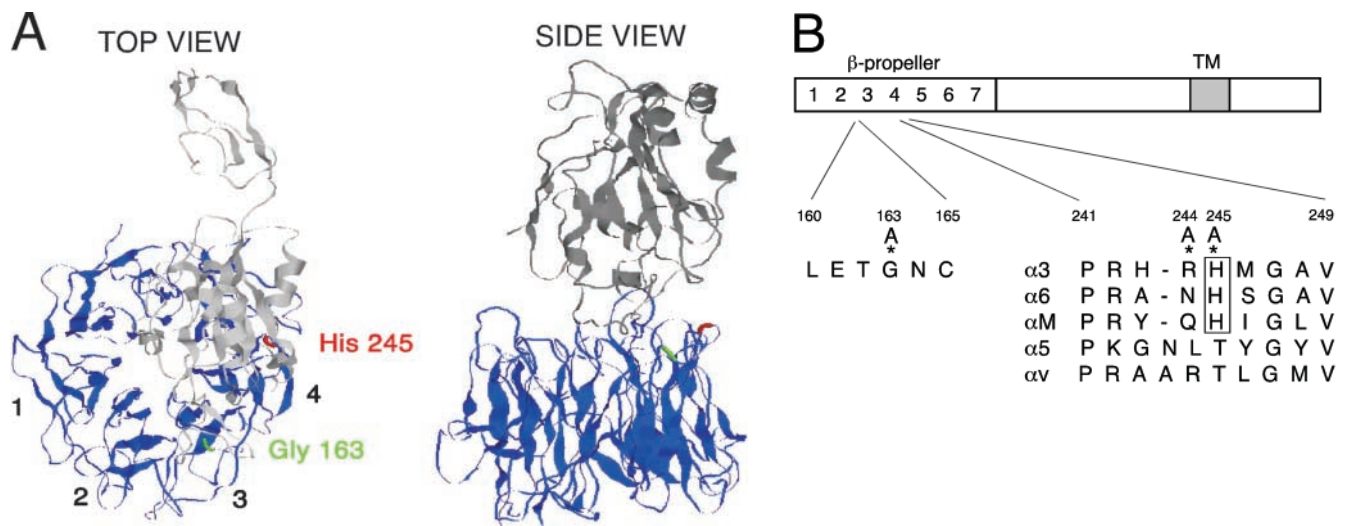 A
TOP VIEW
SIDE VIEW
His 245
Gly 163
1
2
3
4
B
β-propeller
TM
1 2 3 4 5 6 7
160 163 165
A
*
L E T G N C
241 244 245 249
A A
* *
α3 P R H - R H M G A V
α6 P R A - N H S G A V
αM P R Y - Q H I G L V
α5 P K G N L T Y G Y V
αv P R A A R T L G M V